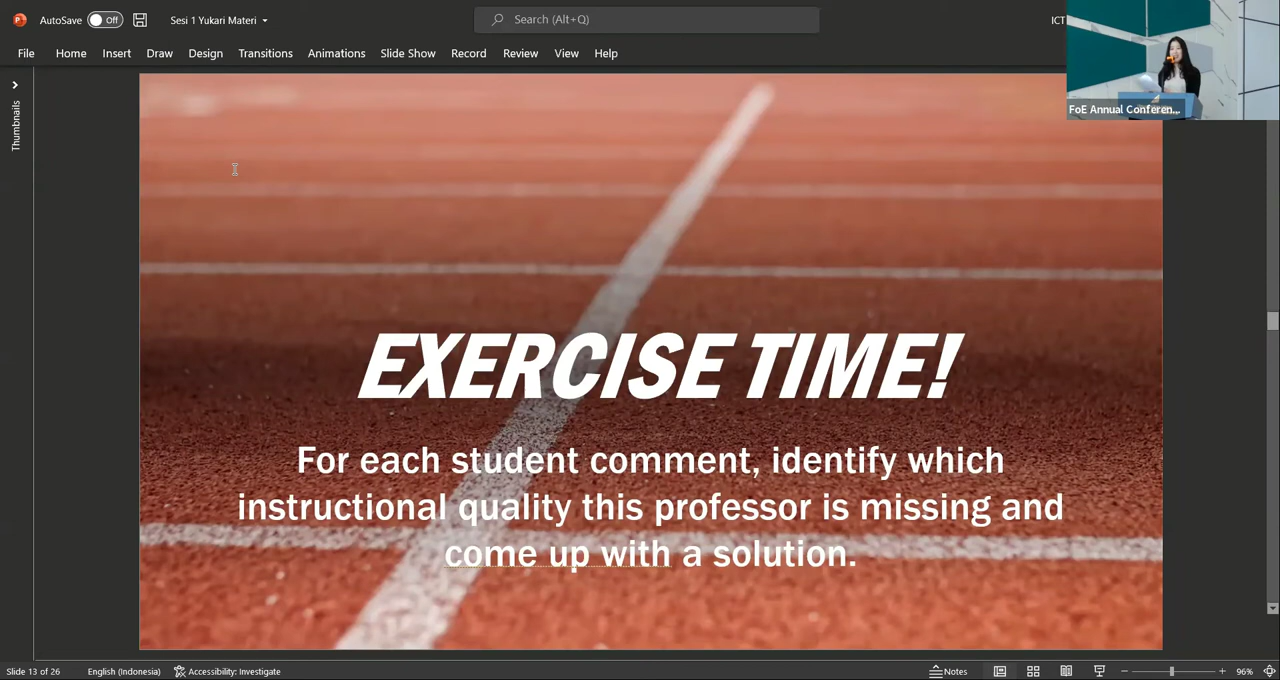 AutoSave
Off
Sesi 1 Yukari Materi
Search (Alt+Q)
ICT
File
Home
Insert
Draw
Design
Transitions
Animations
Slide Show
Record
Review
View
Help
FoE Annual Conferen...
Thumbnails
EXERCISE TIME!
For each student comment, identify which
instructional quality this professor is missing and
come up with a solution.
Slide 13 of 26
English (Indonesia)
Accessibility: Investigate
Notes
96%